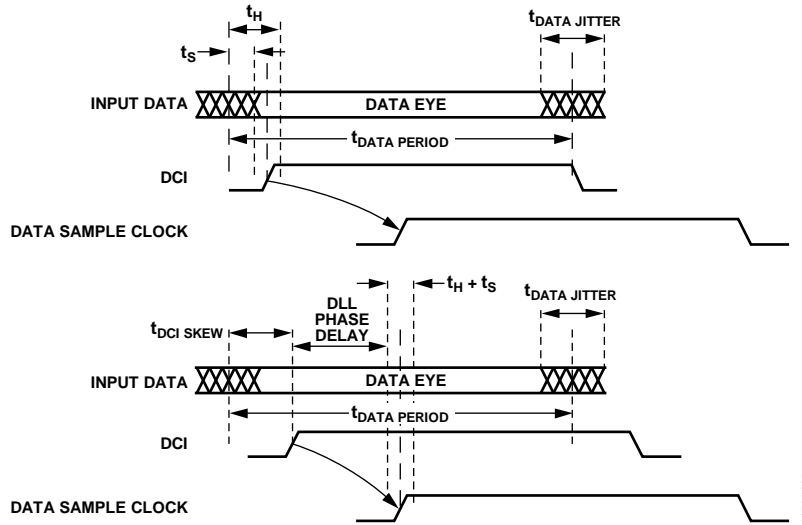 tH
tS
tDATA JITTER
INPUT DATA
DATA EYE
tDATA PERIOD
DCI
DATA SAMPLE CLOCK
tH + tS
tDATA JITTER
DLL
PHASE
DELAY
tDCI SKEW
INPUT DATA
DATA EYE
tDATA PERIOD
DCI
DATA SAMPLE CLOCK